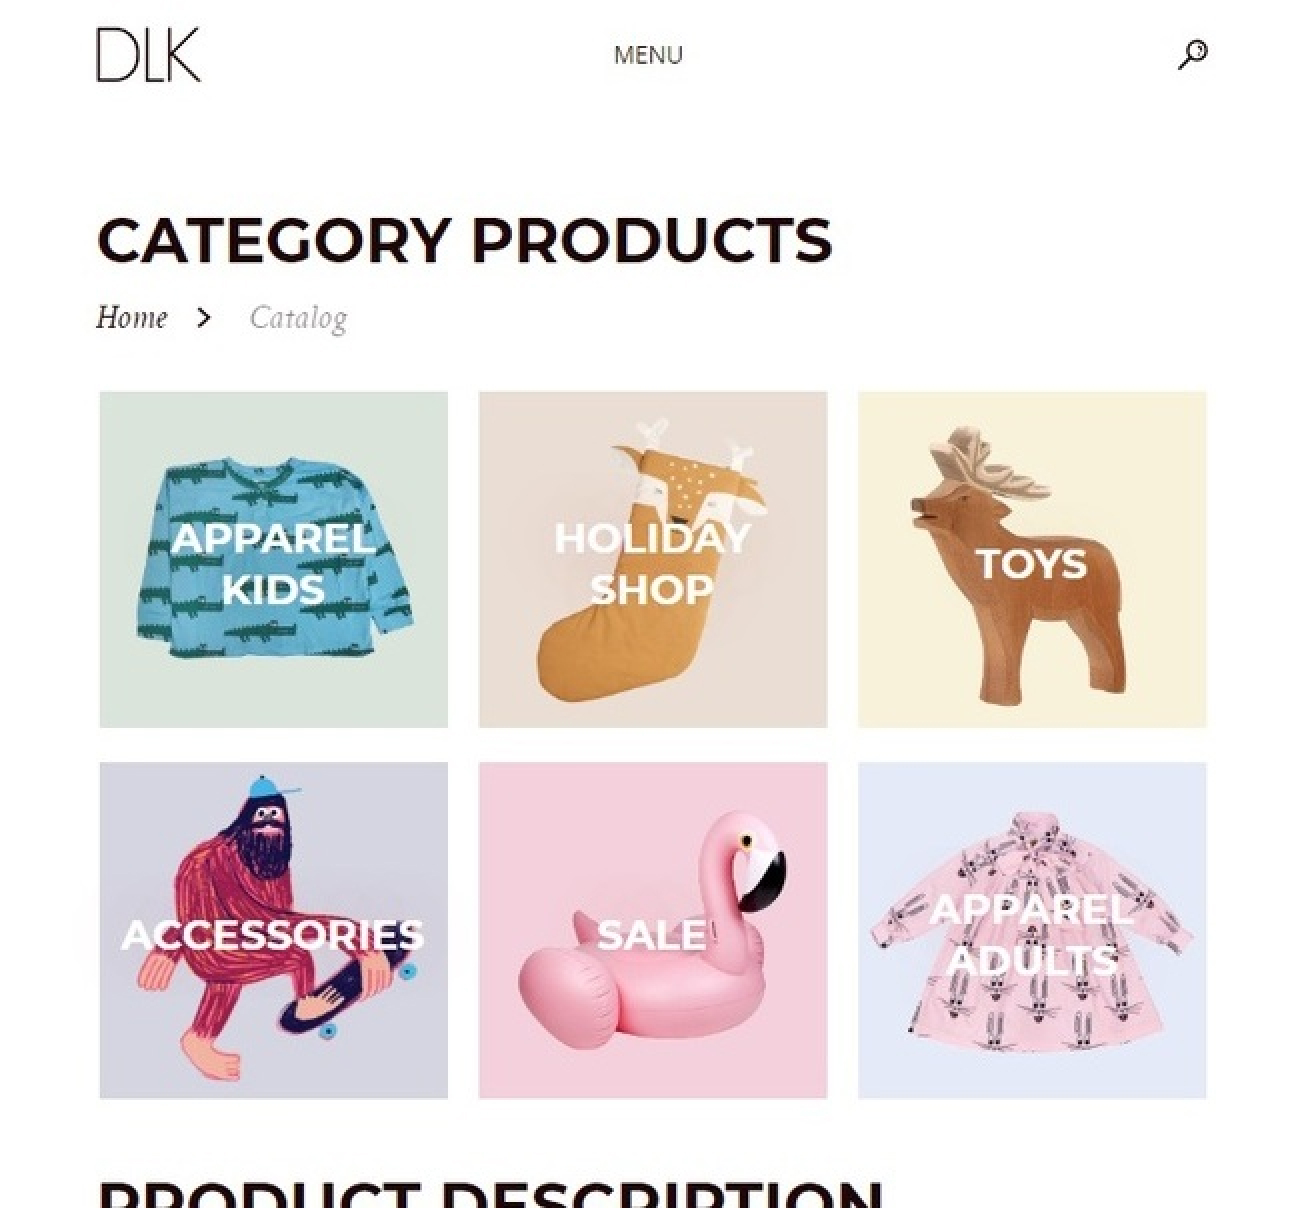 DLK
MENU
CATEGORY PRODUCTS
Home > Catalog
APPAREL
KIDS
HOLIDAY
SHOP
TOYS
ACCESSORIES
SALE
APPAREL
ADULTS
PRODUCT DESCRIPTION